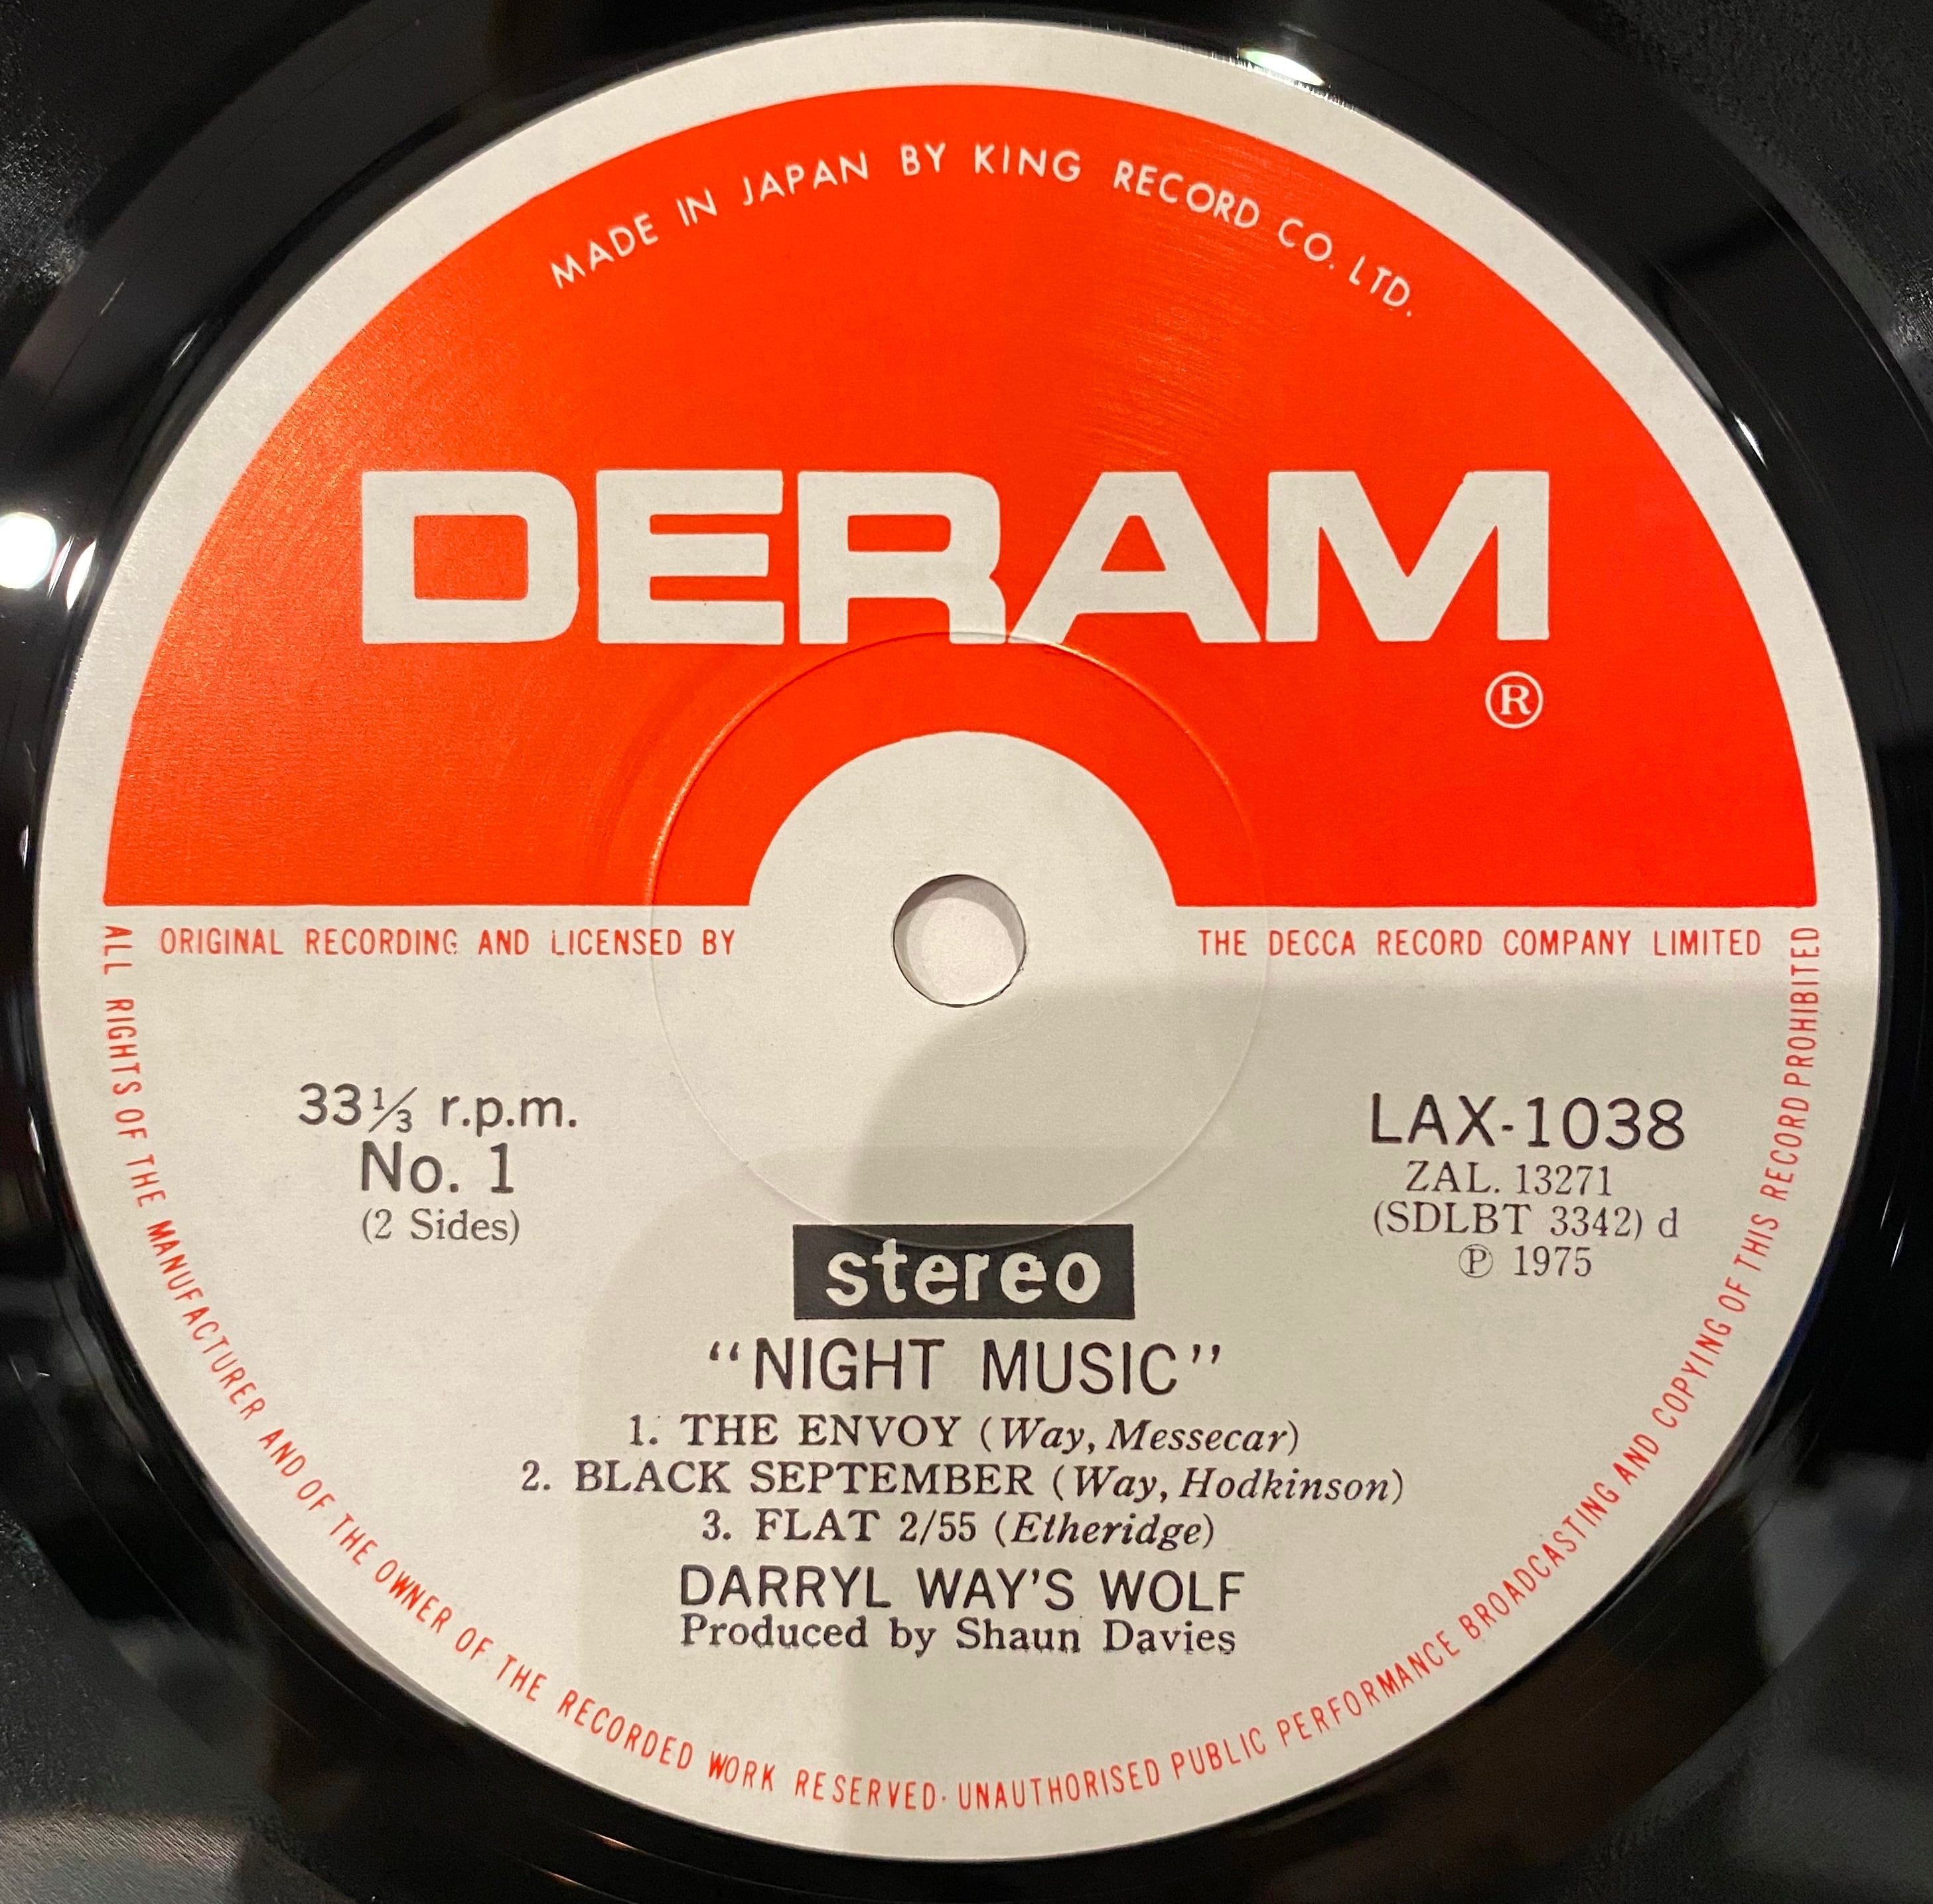 MADE IN JAPAN BY KING RECORD CO. LTD.
DERAM
®
ORIGINAL RECORDING AND LICENSED BY THE DECCA RECORD COMPANY LIMITED
33⅓ r.p.m.
No. 1
(2 Sides)
LAX-1038
ZAL. 13271
(SDLBT 3342) d
℗ 1975
stereo
“NIGHT MUSIC”
1. THE ENVOY (Way, Messecar)
2. BLACK SEPTEMBER (Way, Hodkinson)
3. FLAT 2/55 (Etheridge)
DARRYL WAY'S WOLF
Produced by Shaun Davies
ALL RIGHTS OF THE MANUFACTURER AND OF THE OWNER OF THE RECORDED WORK RESERVED· UNAUTHORISED PUBLIC PERFORMANCE BROADCASTING AND COPYING OF THIS RECORD PROHIBITED